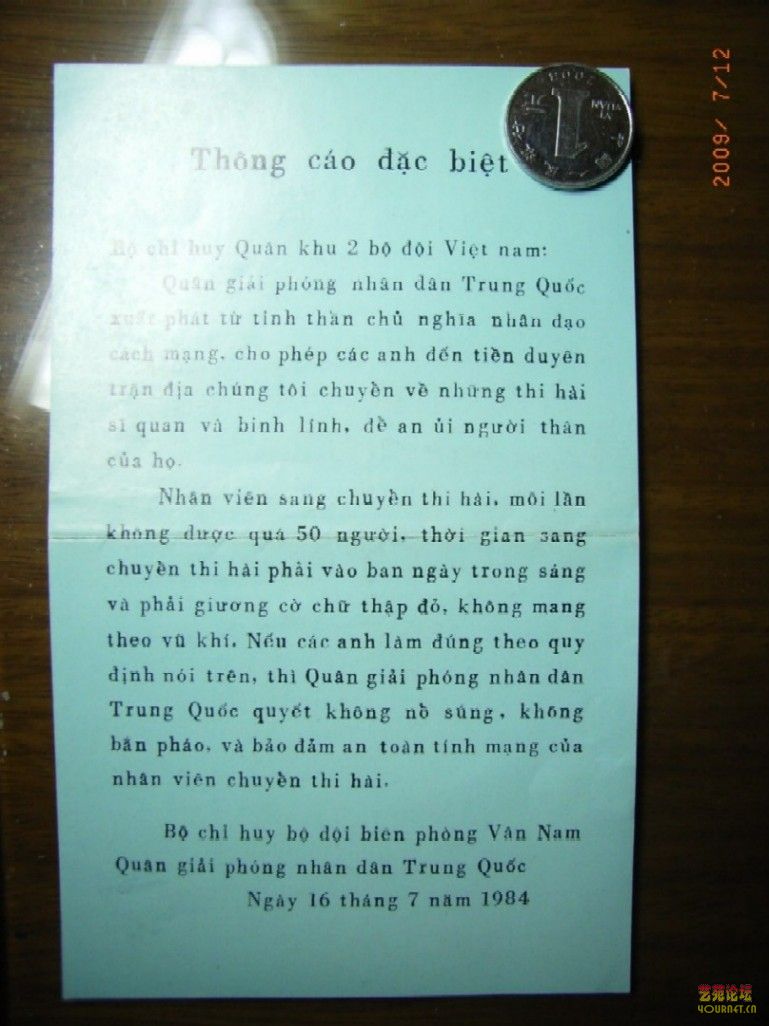 Thông cáo đặc biệt
Bộ chỉ huy Quân khu 2 bộ đội Việt nam:
Quân giải phóng nhân dân Trung Quốc
xuất phát từ tinh thần chủ nghĩa nhân đạo
cách mạng, cho phép các anh đến tiền duyên
trận địa chúng tôi chuyển về những thi hài
sĩ quan và binh lính, để an ủi người thân
của họ.
Nhân viên sang chuyển thi hài, mỗi lần
không được quá 50 người, thời gian sang
chuyển thi hài phải vào ban ngày trong sáng
và phải giương cờ chữ thập đỏ, không mang
theo vũ khí. Nếu các anh làm đúng theo quy
định nói trên, thì Quân giải phóng nhân dân
Trung Quốc quyết không nổ súng, không
bắn pháo, và bảo đảm an toàn tính mạng của
nhân viên chuyển thi hài.
Bộ chỉ huy bộ đội biên phòng Vân Nam
Quân giải phóng nhân dân Trung Quốc
Ngày 16 tháng 7 năm 1984
2009/ 7/12
1
YI YUAN
2008
艺苑论坛
YOURNET.CN